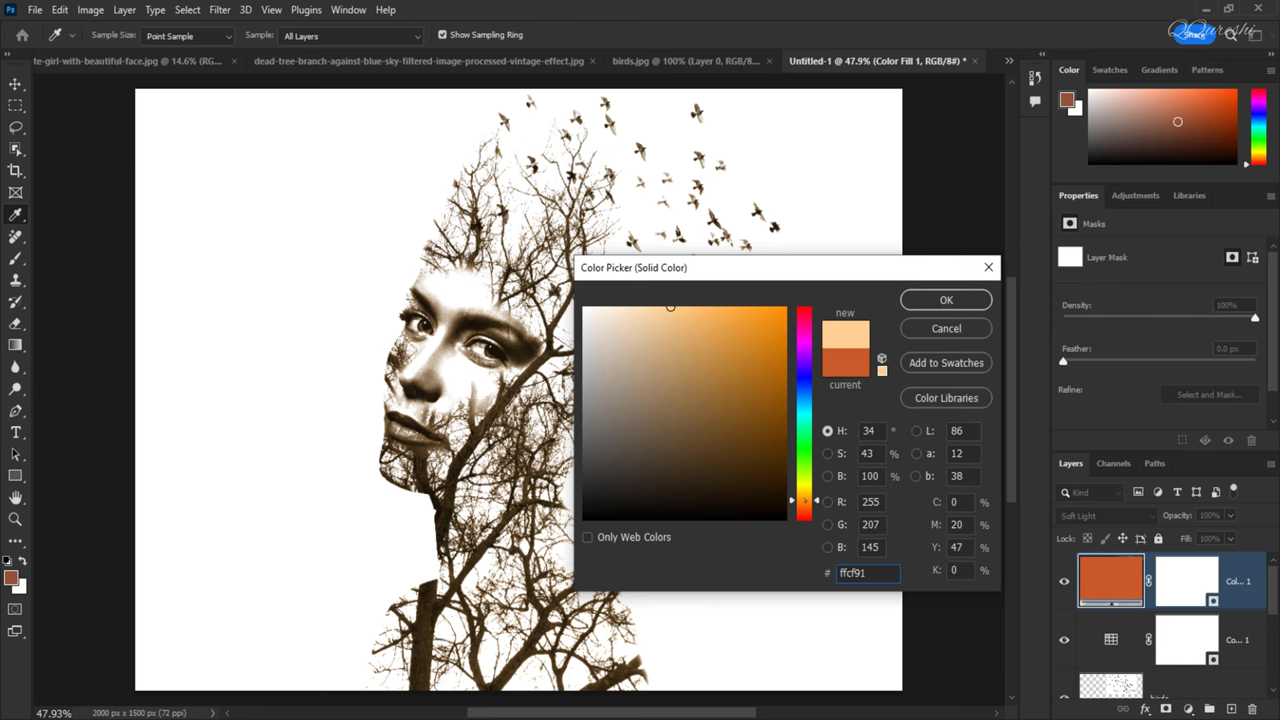 Ps File Edit Image Layer Type Select Filter 3D View Plugins Window Help
Sample Size: Point Sample Sample: All Layers Show Sampling Ring Share
QQureshi
te-girl-with-beautiful-face.jpg @ 14.6% (RG... × dead-tree-branch-against-blue-sky-filtered-image-processed-vintage-effect.jpg × birds.jpg @ 100% (Layer 0, RGB/8... × Untitled-1 @ 47.9% (Color Fill 1, RGB/8#) * ×
Color Swatches Gradients Patterns
Properties Adjustments Libraries
Masks
Layer Mask
Density: 100%
Feather: 0.0 px
Refine: Select and Mask...
Color Picker (Solid Color)
new
current
OK
Cancel
Add to Swatches
Color Libraries
H: 34 ° L: 86
S: 43 % a: 12
B: 100 % b: 38
R: 255 C: 0 %
G: 207 M: 20 %
B: 145 Y: 47 %
# ffcf91 K: 0 %
Only Web Colors
Layers Channels Paths
Kind
Soft Light Opacity: 100%
Lock: Fill: 100%
Col... 1
Co... 1
birds
47.93% 2000 px x 1500 px (72 ppi)